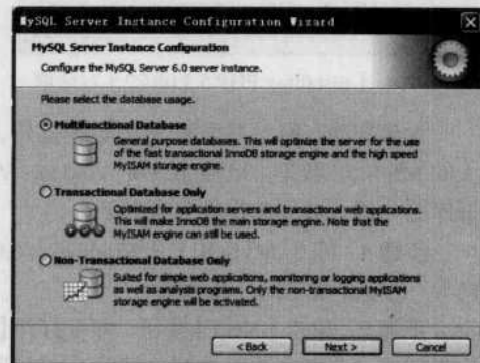 MySQL Server Instance Configuration Wizard
MySQL Server Instance Configuration
Configure the MySQL Server 6.0 server instance.
Please select the database usage.
Multifunctional Database
General purpose databases. This will optimize the server for the use
of the fast transactional InnoDB storage engine and the high speed
MyISAM storage engine.
Transactional Database Only
Optimized for application servers and transactional web applications.
This will make InnoDB the main storage engine. Note that the
MyISAM engine can still be used.
Non-Transactional Database Only
Suited for simple web applications, monitoring or logging applications
as well as analysis programs. Only the non-transactional MyISAM
storage engine will be activated.
< Back Next > Cancel